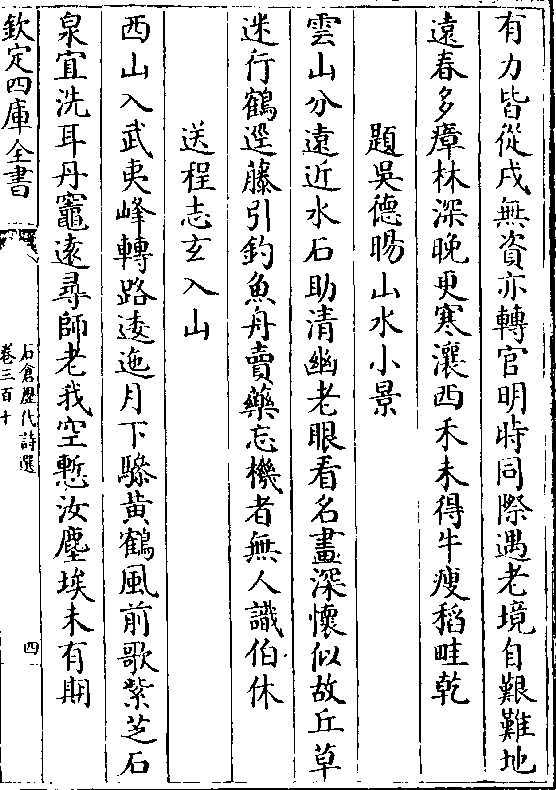 有力皆從戌無資亦轉官明時同際遇老境自艱難地
遠春多瘴林深晚更寒瀼西禾未得牛瘦稻畦乾
題吳德暘山水小景
雲山分遠近水石助清幽老眼看名畫深懷似故丘草
迷行鶴逕藤引釣魚舟賣藥忘機者無人識伯休
送程志玄入山
西山入武夷峰轉路逶迤月下驂黃鶴風前歌紫芝石
泉宜洗耳丹竈遠尋師老我空慙汝塵埃未有期
欽定四庫全書
石倉歷代詩選
卷三百十
四